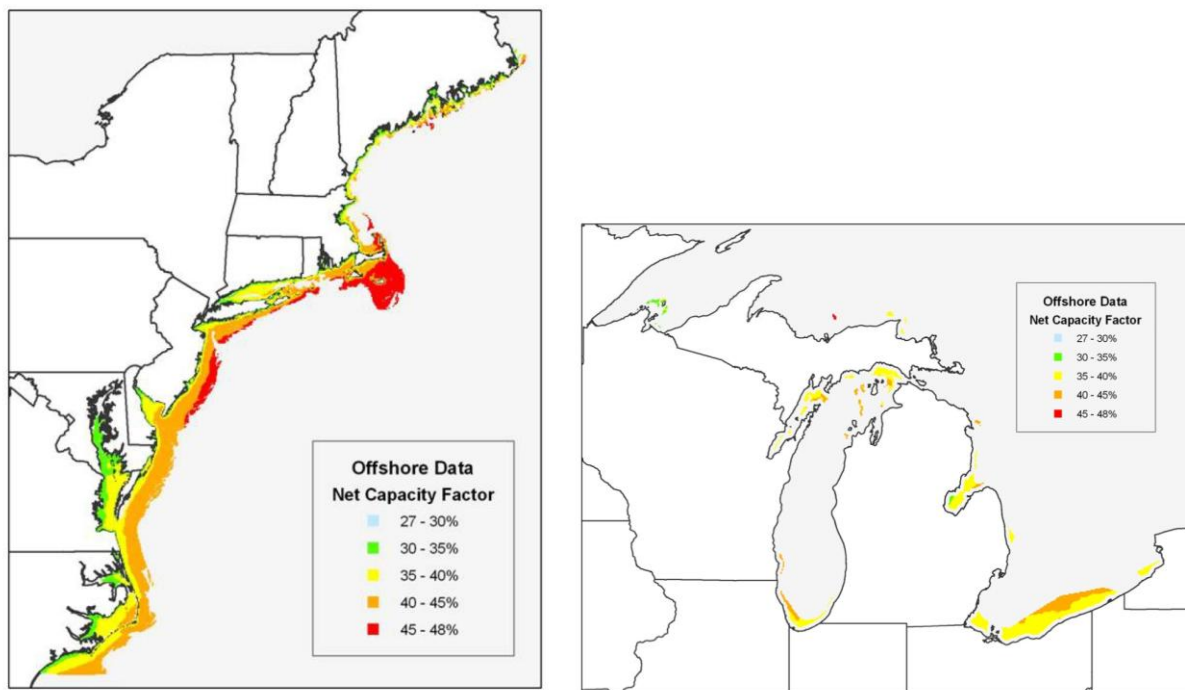 Offshore Data
Net Capacity Factor
27 - 30%
30 - 35%
35 - 40%
40 - 45%
45 - 48%
Offshore Data
Net Capacity Factor
27 - 30%
30 - 35%
35 - 40%
40 - 45%
45 - 48%